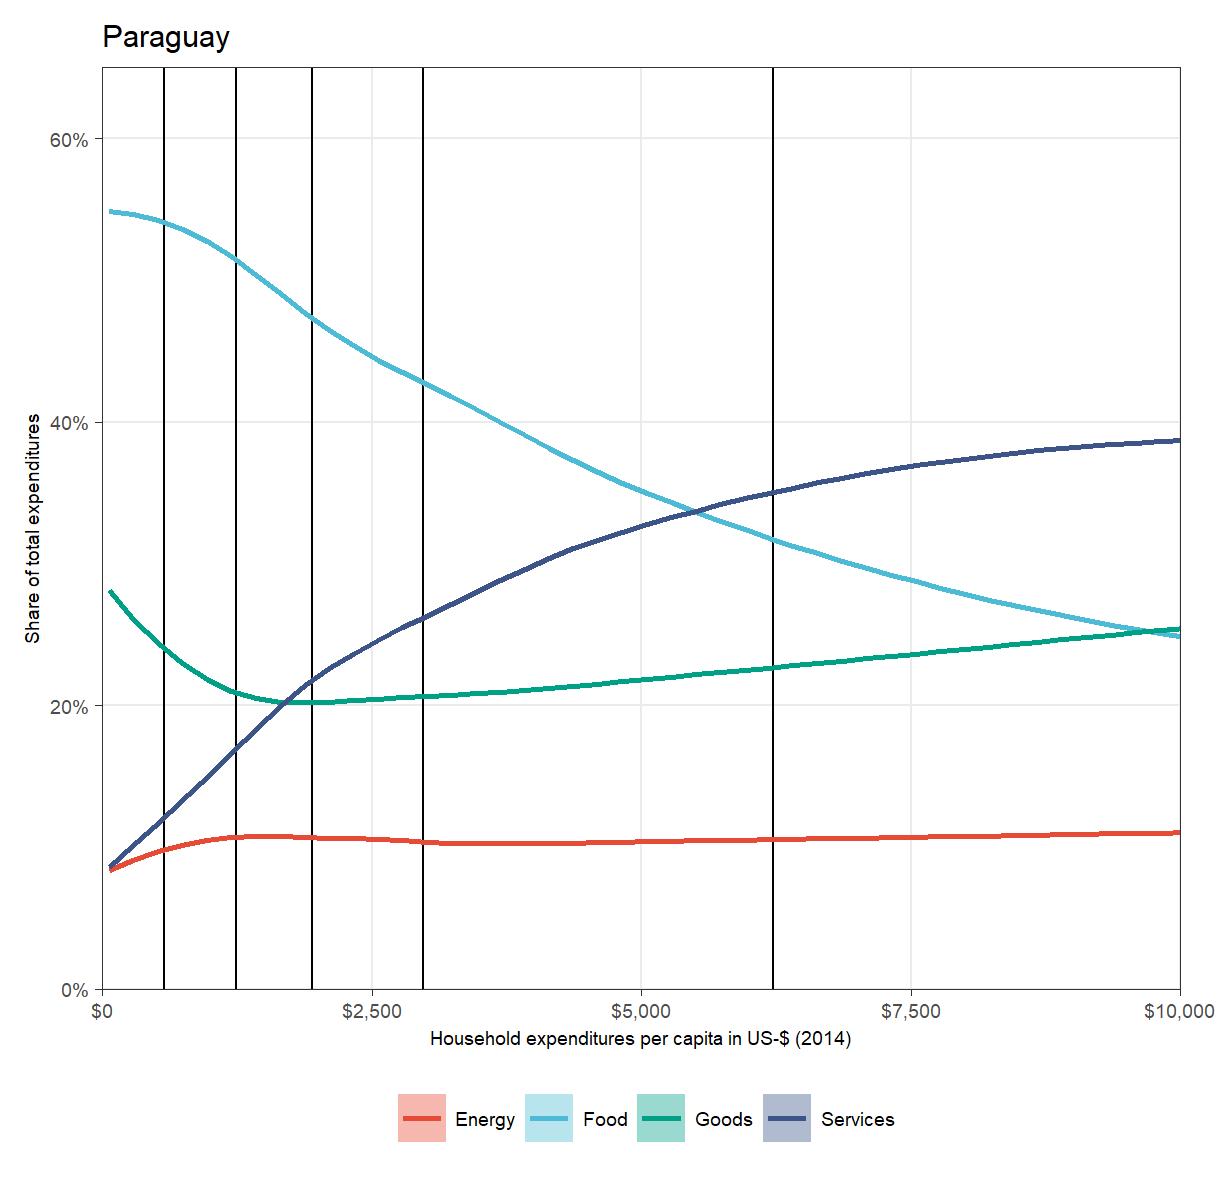 Paraguay
60%
40%
20%
0%
Share of total expenditures
$0 $2,500 $5,000 $7,500 $10,000
Household expenditures per capita in US-$ (2014)
Energy Food Goods Services